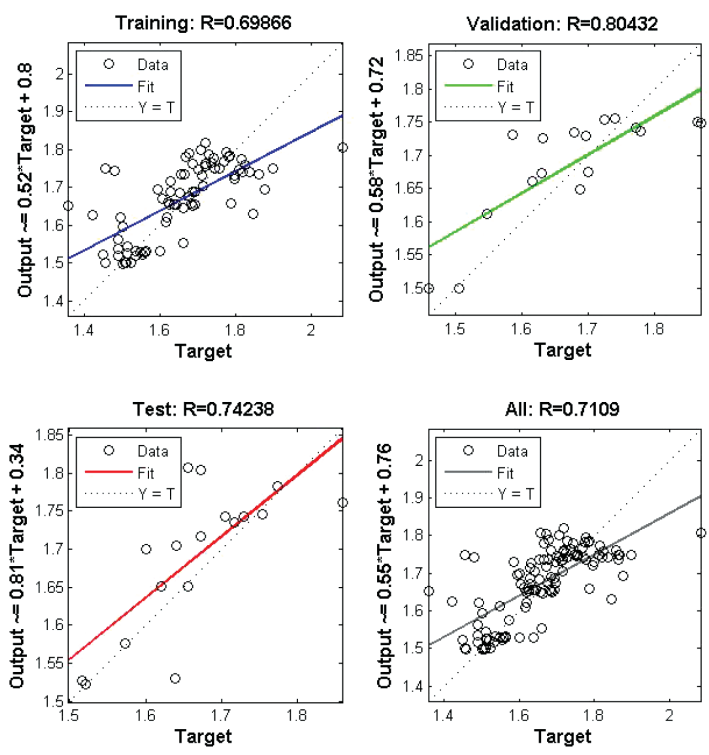 Training: R=0.69866
Output ~= 0.52*Target + 0.8
2
1.9
1.8
1.7
1.6
1.5
1.4
Data
Fit
Y = T
1.4
1.6
1.8
2
Target
Validation: R=0.80432
Output ~= 0.58*Target + 0.72
1.85
1.8
1.75
1.7
1.65
1.6
1.55
1.5
Data
Fit
Y = T
1.5
1.6
1.7
1.8
Target
Test: R=0.74238
Output ~= 0.81*Target + 0.34
1.85
1.8
1.75
1.7
1.65
1.6
1.55
1.5
Data
Fit
Y = T
1.5
1.6
1.7
1.8
Target
All: R=0.7109
Output ~= 0.55*Target + 0.76
2
1.9
1.8
1.7
1.6
1.5
1.4
Data
Fit
Y = T
1.4
1.6
1.8
2
Target